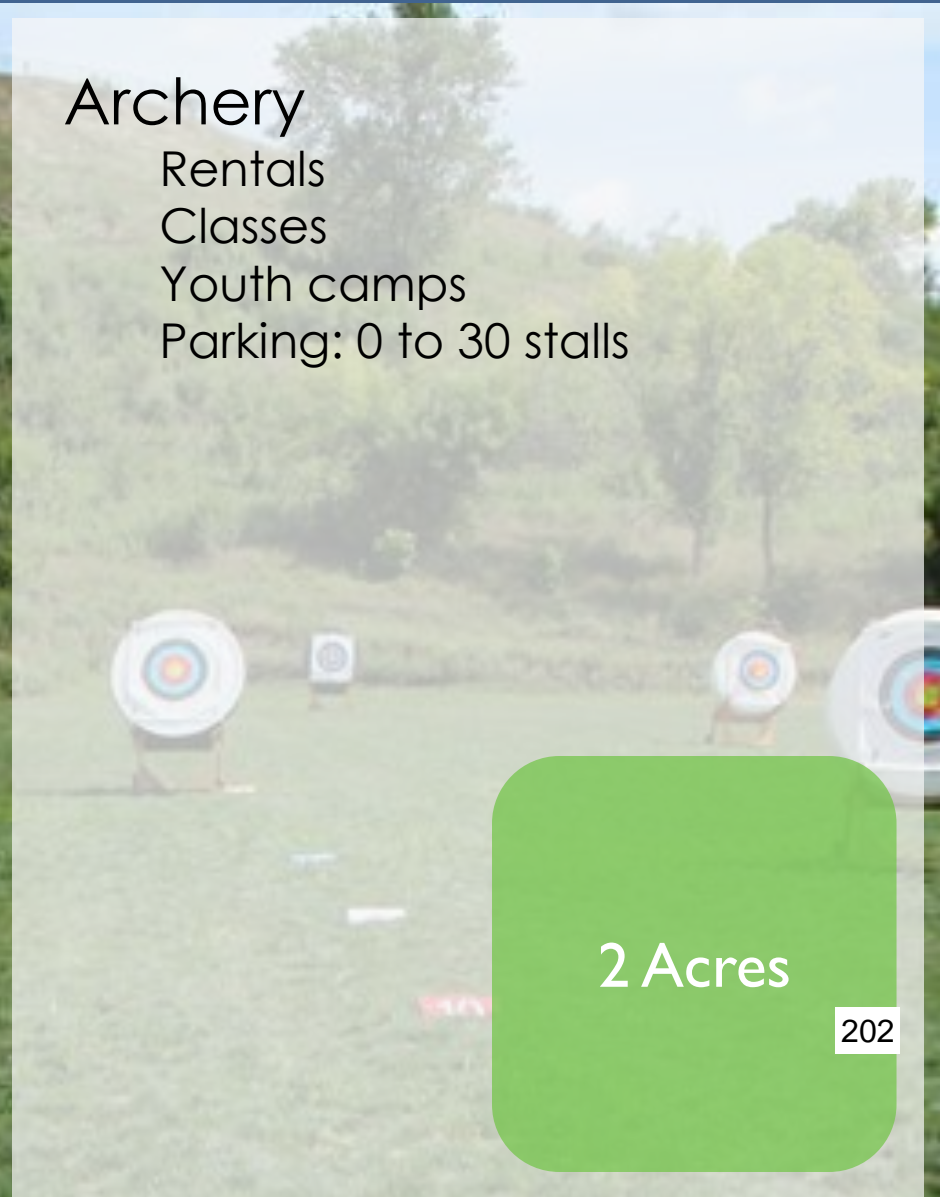 Archery
Rentals
Classes
Youth camps
Parking: 0 to 30 stalls
2 Acres
202